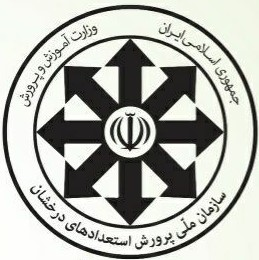 جمهوری اسلامی ایران
وزارت آموزش و پرورش
سازمان ملی پرورش استعدادهای درخشان